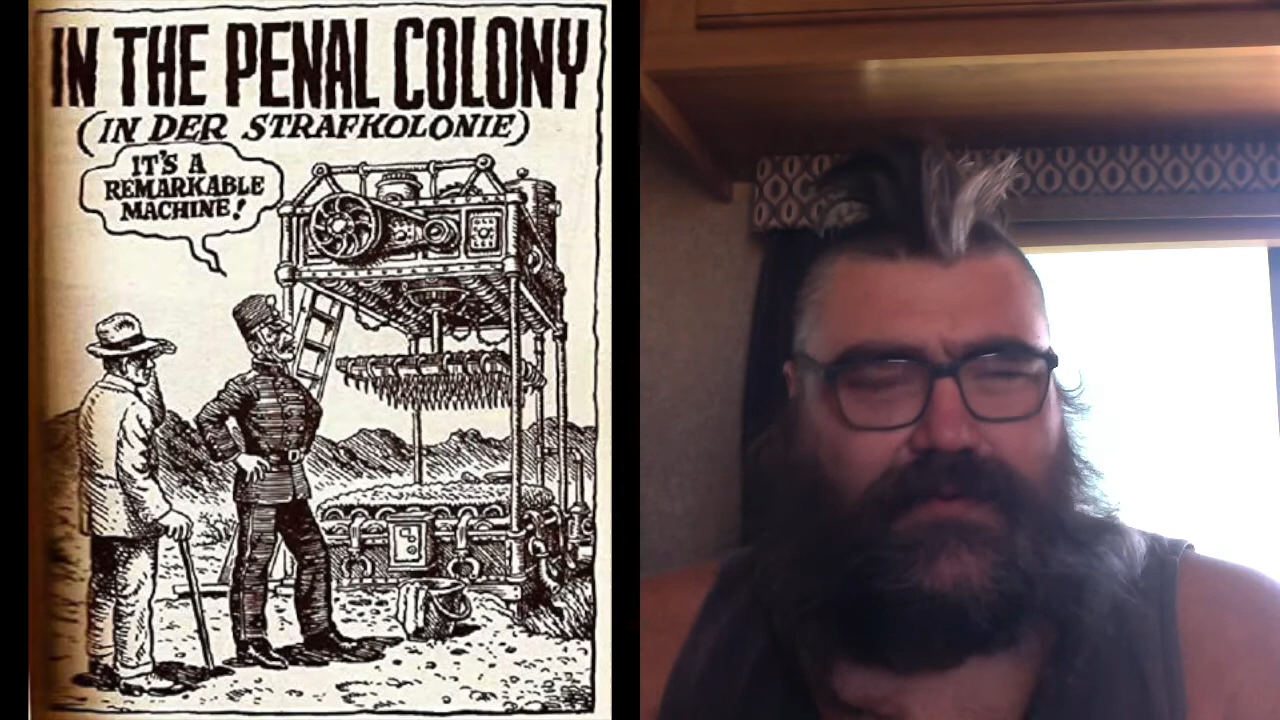 IN THE PENAL COLONY
(IN DER STRAFKOLONIE)
IT'S A
REMARKABLE
MACHINE!